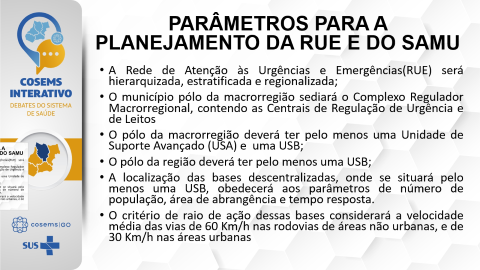 PARÂMETROS PARA A
PLANEJAMENTO DA RUE E DO SAMU
COSEMS
INTERATIVO
DEBATES DO SISTEMA
DE SAÚDE
• A Rede de Atenção às Urgências e Emergências(RUE) será
hierarquizada, estratificada e regionalizada;
• O município pólo da macrorregião sediará o Complexo Regulador
Macrorregional, contendo as Centrais de Regulação de Urgência e
de Leitos
• O pólo da macrorregião deverá ter pelo menos uma Unidade de
Suporte Avançado (USA) e uma USB;
• O pólo da região deverá ter pelo menos uma USB;
• A localização das bases descentralizadas, onde se situará pelo
menos uma USB, obedecerá aos parâmetros de número de
população, área de abrangência e tempo resposta.
• O critério de raio de ação dessas bases considerará a velocidade
média das vias de 60 Km/h nas rodovias de áreas não urbanas, e de
30 Km/h nas áreas urbanas
A
DO SAMU
cosems|GO
SUS